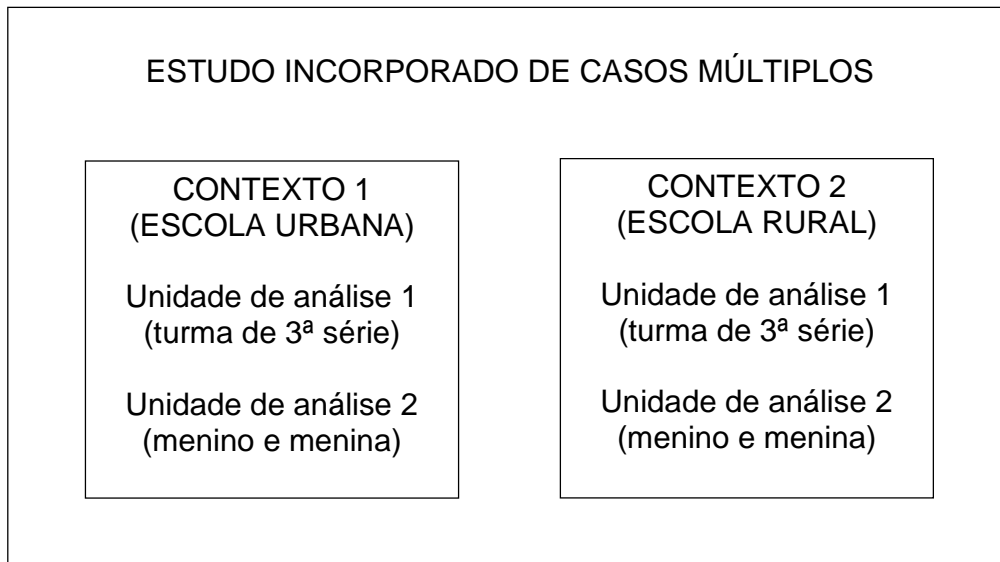 ESTUDO INCORPORADO DE CASOS MÚLTIPLOS
CONTEXTO 1
(ESCOLA URBANA)
Unidade de análise 1
(turma de 3ª série)
Unidade de análise 2
(menino e menina)
CONTEXTO 2
(ESCOLA RURAL)
Unidade de análise 1
(turma de 3ª série)
Unidade de análise 2
(menino e menina)